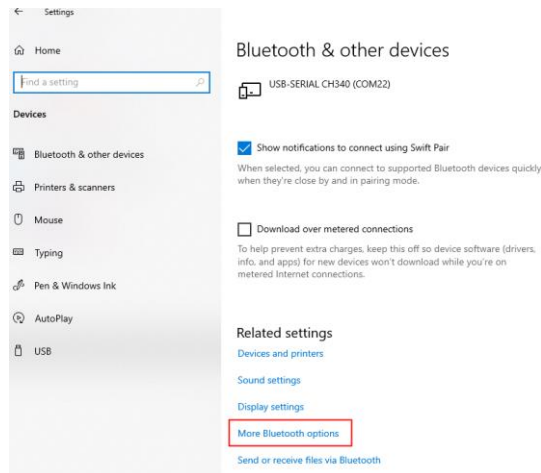 Settings
Home
Find a setting
Devices
Bluetooth & other devices
Printers & scanners
Mouse
Typing
Pen & Windows Ink
AutoPlay
USB
Bluetooth & other devices
USB-SERIAL CH340 (COM22)
Show notifications to connect using Swift Pair
When selected, you can connect to supported Bluetooth devices quickly
when they're close by and in pairing mode.
Download over metered connections
To help prevent extra charges, keep this off so device software (drivers,
info, and apps) for new devices won't download while you're on
metered Internet connections.
Related settings
Devices and printers
Sound settings
Display settings
More Bluetooth options
Send or receive files via Bluetooth